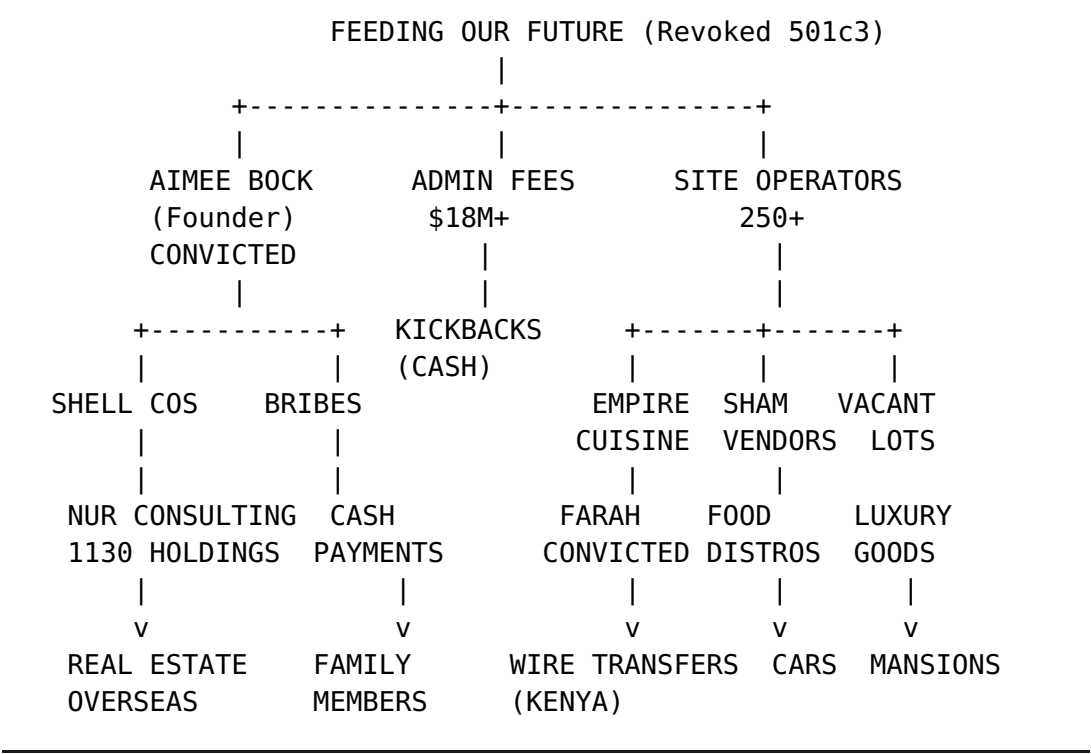 FEEDING OUR FUTURE (Revoked 501c3)
|
+---------------+---------------+
| | |
AIMEE BOCK ADMIN FEES SITE OPERATORS
(Founder) $18M+ 250+
CONVICTED | |
| | |
+-----------+ KICKBACKS +-------+-------+
| | (CASH) | | |
SHELL COS BRIBES EMPIRE SHAM VACANT
| | CUISINE VENDORS LOTS
| | | |
NUR CONSULTING CASH FARAH FOOD LUXURY
1130 HOLDINGS PAYMENTS CONVICTED DISTROS GOODS
| | | | |
v v v v v
REAL ESTATE FAMILY WIRE TRANSFERS CARS MANSIONS
OVERSEAS MEMBERS (KENYA)